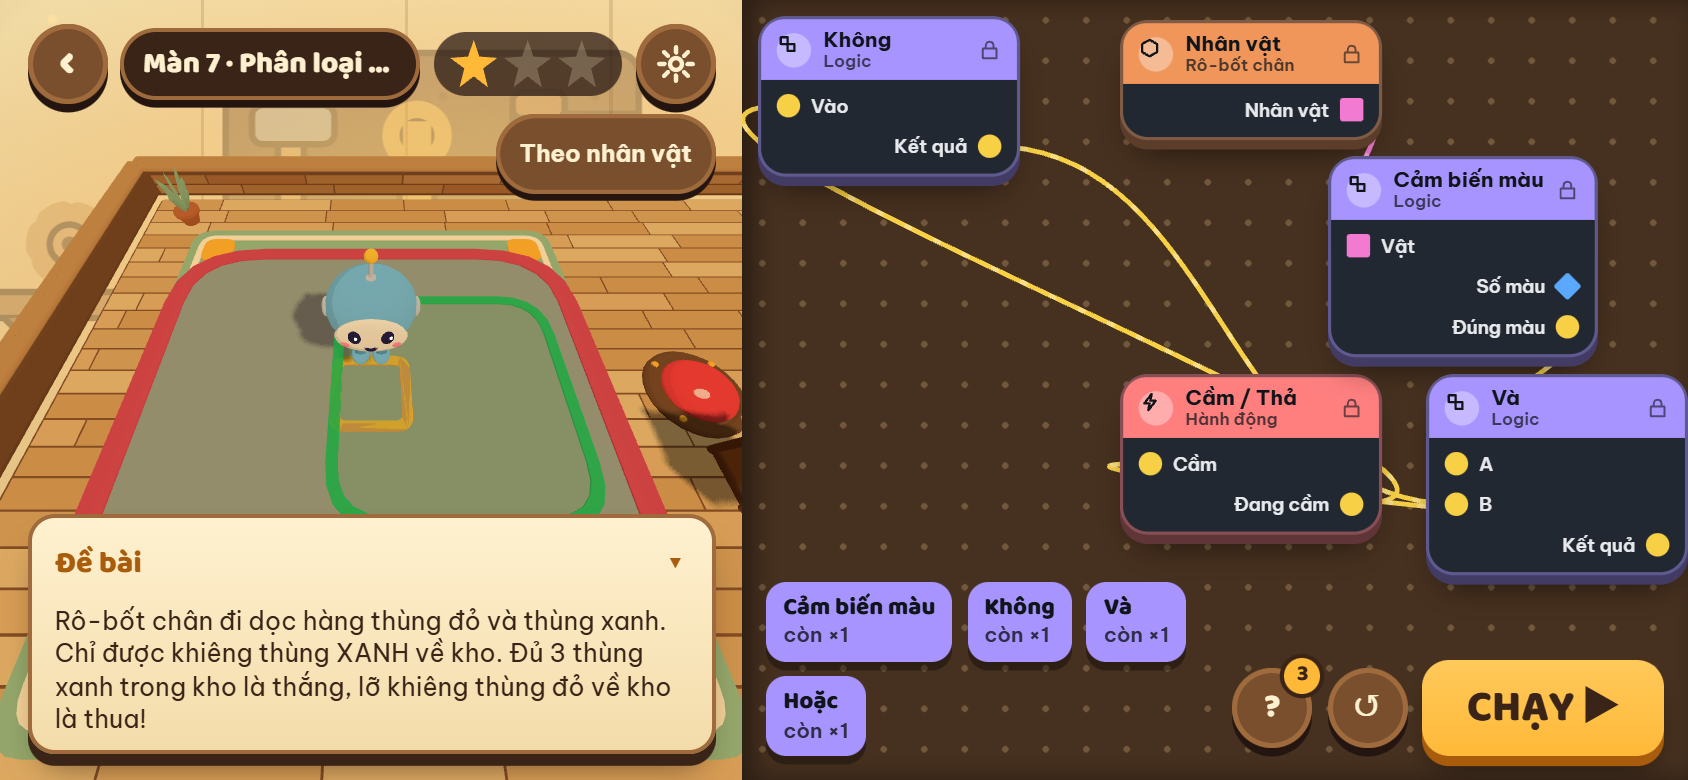 Màn 7 · Phân loại ...
Theo nhân vật
Đề bài
Rô-bốt chân đi dọc hàng thùng đỏ và thùng xanh.
Chỉ được khiêng thùng XANH về kho. Đủ 3 thùng
xanh trong kho là thắng, lỡ khiêng thùng đỏ về kho
là thua!
Không
Logic
Vào
Kết quả
Nhân vật
Rô-bốt chân
Nhân vật
Cảm biến màu
Logic
Vật
Số màu
Đúng màu
Cầm / Thả
Hành động
Cầm
Đang cầm
Và
Logic
A
B
Kết quả
Cảm biến màu
còn ×1
Không
còn ×1
Và
còn ×1
Hoặc
còn ×1
?
3
CHẠY